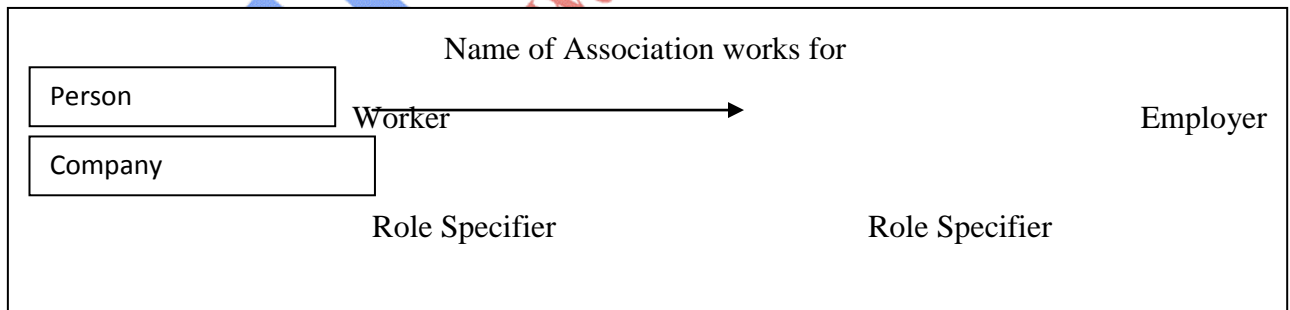 Name of Association works for
Person
Worker Employer
Company
Role Specifier Role Specifier